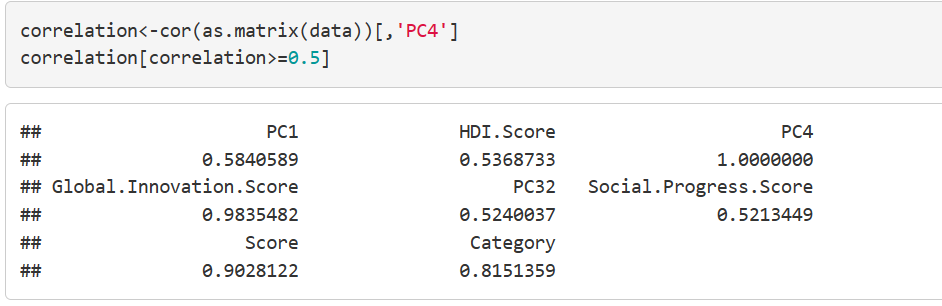 correlation<-cor(as.matrix(data))[,'PC4']
correlation[correlation>=0.5]
## PC1 HDI.Score PC4
## 0.5840589 0.5368733 1.0000000
## Global.Innovation.Score PC32 Social.Progress.Score
## 0.9835482 0.5240037 0.5213449
## Score Category
## 0.9028122 0.8151359